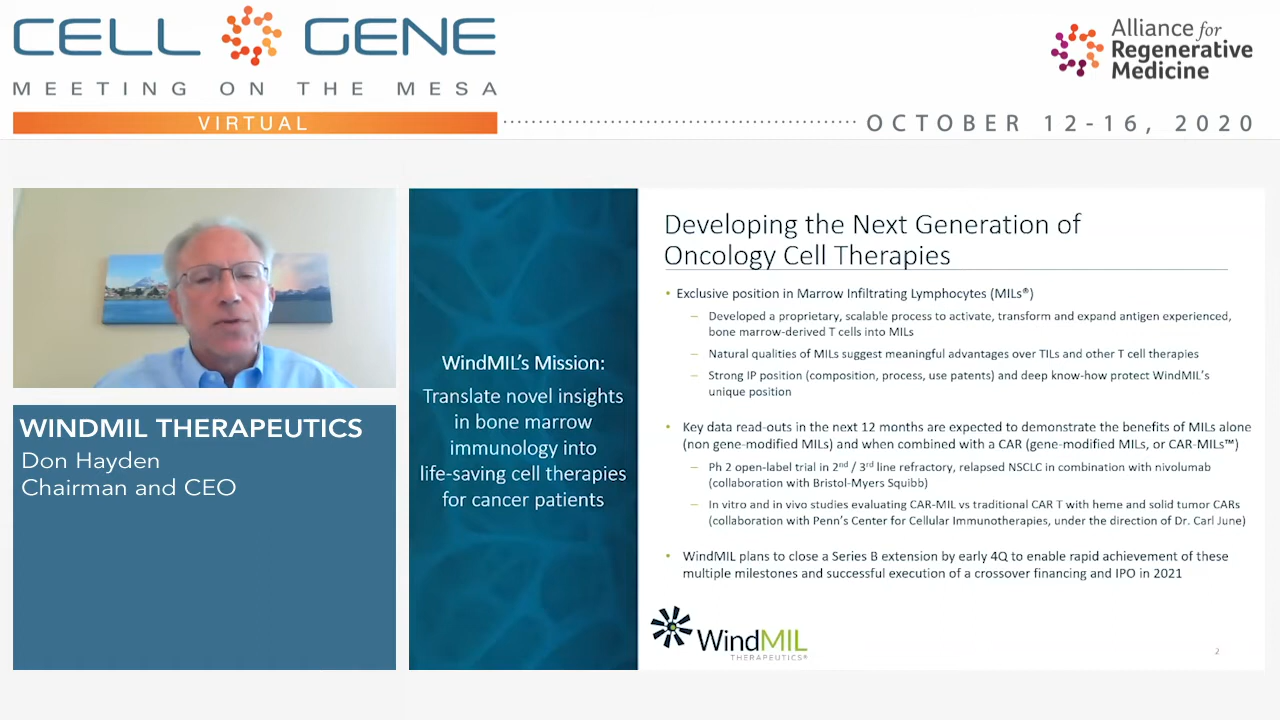 CELL GENE
MEETING ON THE MESA
VIRTUAL
Alliance for
Regenerative
Medicine
OCTOBER 12-16, 2020
WINDMIL THERAPEUTICS
Don Hayden
Chairman and CEO
WindMIL's Mission:
Translate novel insights
in bone marrow
immunology into
life-saving cell therapies
for cancer patients
Developing the Next Generation of
Oncology Cell Therapies
• Exclusive position in Marrow Infiltrating Lymphocytes (MILs®)
– Developed a proprietary, scalable process to activate, transform and expand antigen experienced,
bone marrow-derived T cells into MILs
– Natural qualities of MILs suggest meaningful advantages over TILs and other T cell therapies
– Strong IP position (composition, process, use patents) and deep know-how protect WindMIL's
unique position
• Key data read-outs in the next 12 months are expected to demonstrate the benefits of MILs alone
(non gene-modified MILs) and when combined with a CAR (gene-modified MILs, or CAR-MILs™)
– Ph 2 open-label trial in 2nd / 3rd line refractory, relapsed NSCLC in combination with nivolumab
(collaboration with Bristol-Myers Squibb)
– In vitro and in vivo studies evaluating CAR-MIL vs traditional CAR T with heme and solid tumor CARs
(collaboration with Penn's Center for Cellular Immunotherapies, under the direction of Dr. Carl June)
• WindMIL plans to close a Series B extension by early 4Q to enable rapid achievement of these
multiple milestones and successful execution of a crossover financing and IPO in 2021
WindMIL
THERAPEUTICS®
2